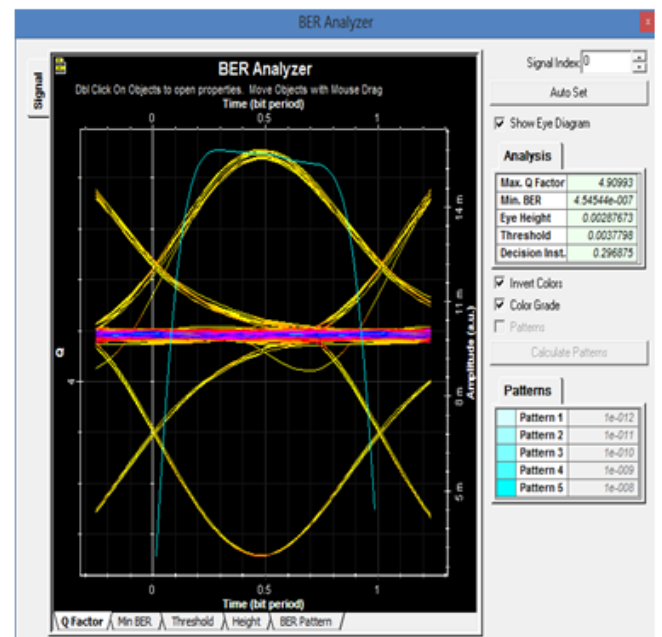 BER Analyzer
Signal
BER Analyzer
Dbl Click On Objects to open properties. Move Objects with Mouse Drag
Time (bit period)
0 0.5 1
Q
4
14 m
11 m
8 m
5 m
Amplitude (a.u.)
0 0.5 1
Time (bit period)
Q Factor Min BER Threshold Height BER Pattern
Signal Index: 0
Auto Set
Show Eye Diagram
Analysis
Max. Q Factor 4.90993
Min. BER 4.54544e-007
Eye Height 0.00287673
Threshold 0.0037798
Decision Inst. 0.296875
Invert Colors
Color Grade
Patterns
Calculate Patterns
Patterns
Pattern 1 1e-012
Pattern 2 1e-011
Pattern 3 1e-010
Pattern 4 1e-009
Pattern 5 1e-008